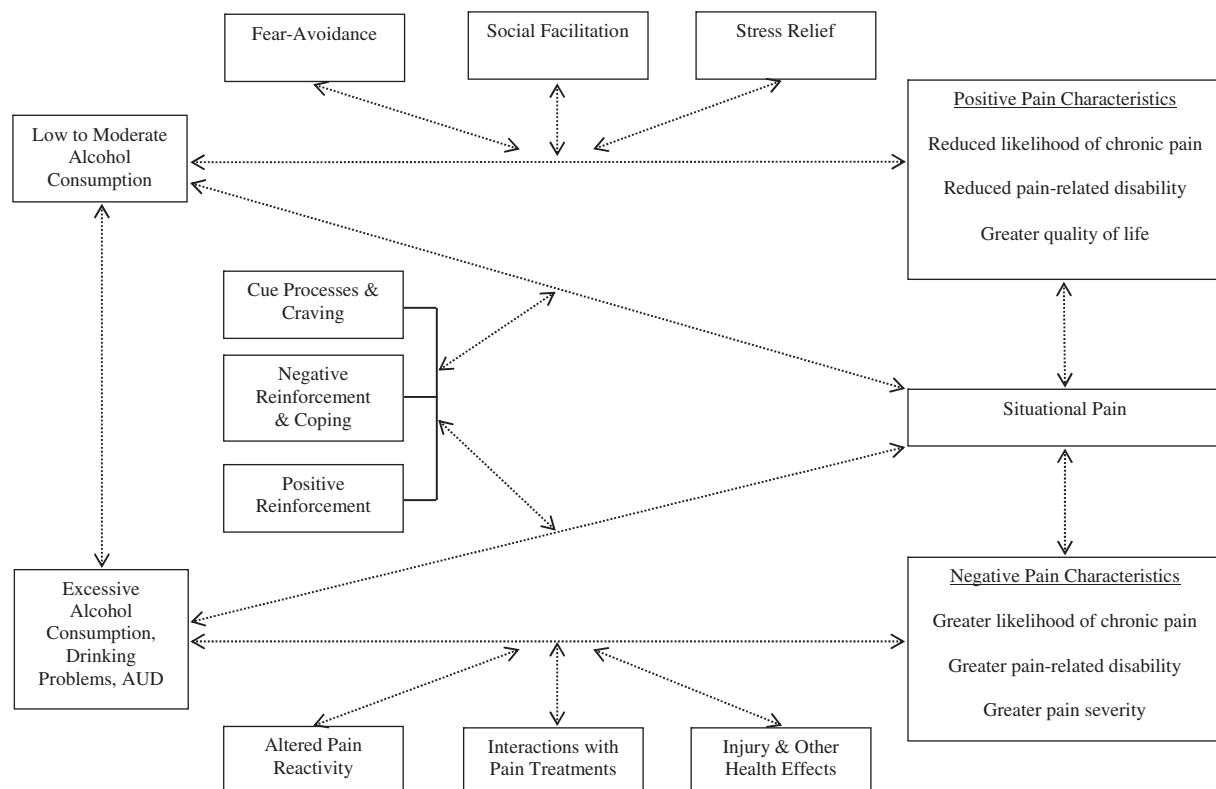 Fear-Avoidance
Social Facilitation
Stress Relief
Low to Moderate
Alcohol
Consumption
Positive Pain Characteristics
Reduced likelihood of chronic pain
Reduced pain-related disability
Greater quality of life
Cue Processes &
Craving
Negative
Reinforcement
& Coping
Positive
Reinforcement
Situational Pain
Excessive
Alcohol
Consumption,
Drinking
Problems, AUD
Negative Pain Characteristics
Greater likelihood of chronic pain
Greater pain-related disability
Greater pain severity
Altered Pain
Reactivity
Interactions with
Pain Treatments
Injury & Other
Health Effects